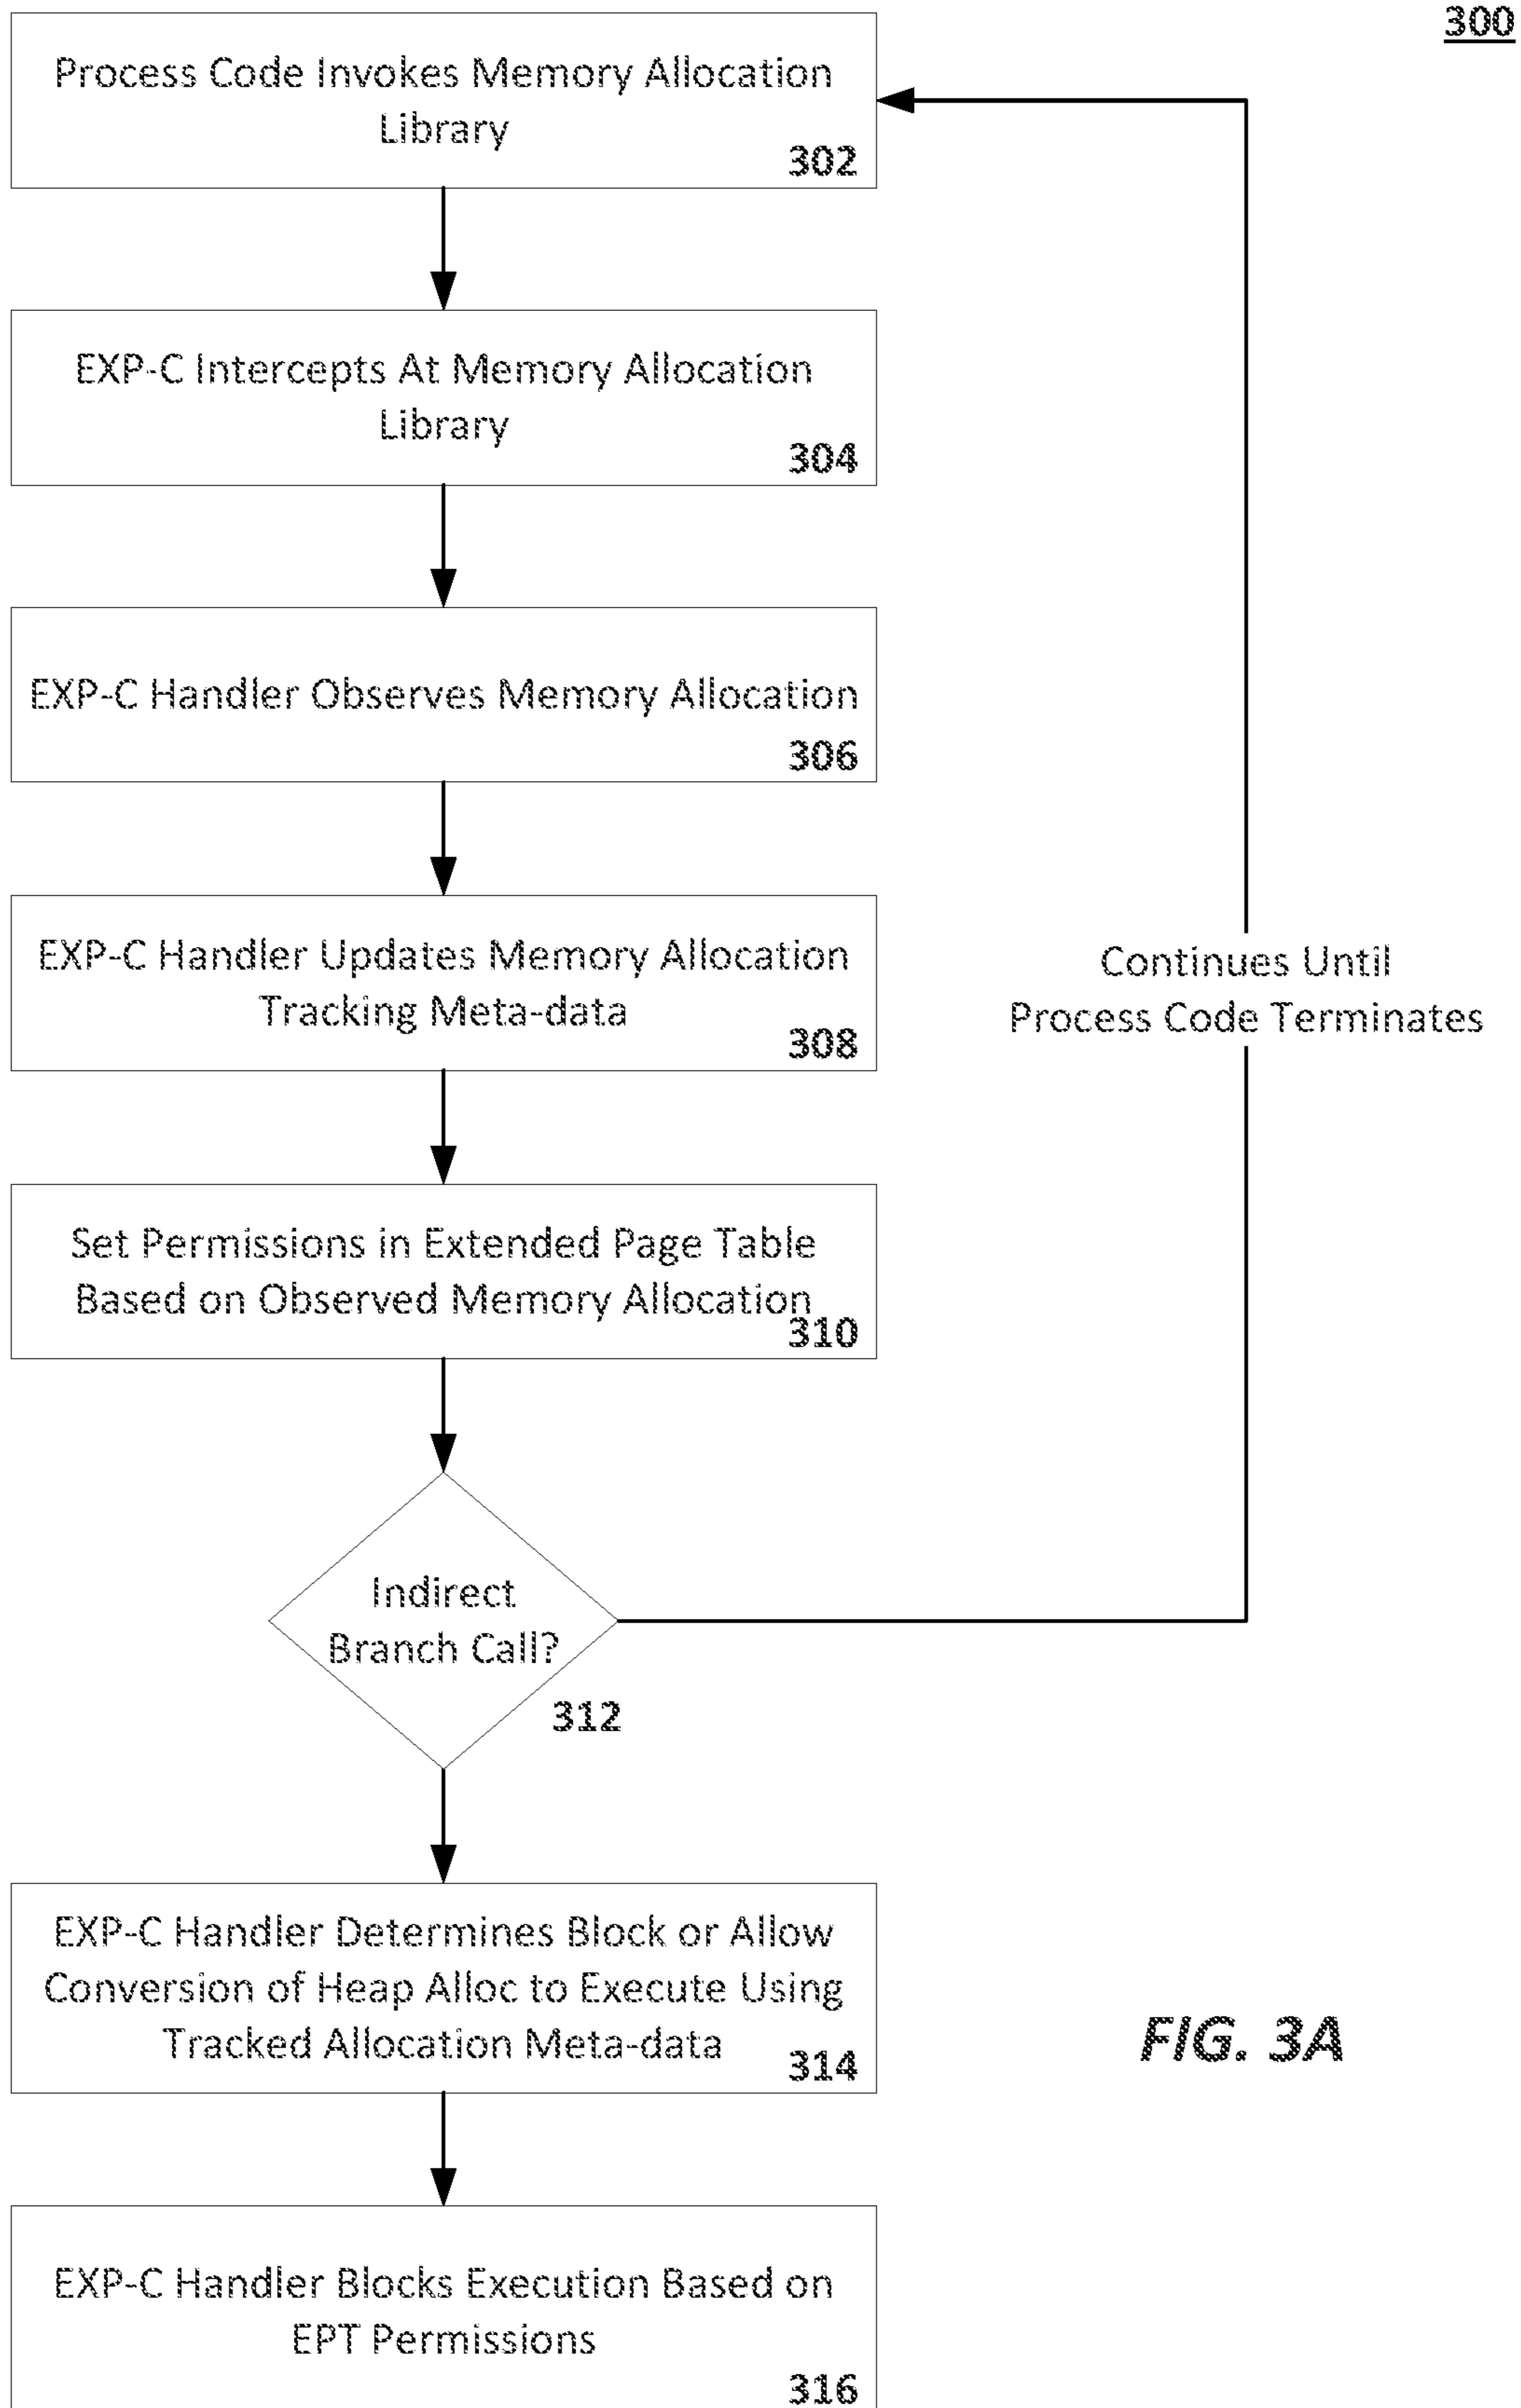 300
Process Code Invokes Memory Allocation
Library
302
EXP-C Intercepts At Memory Allocation
Library
304
EXP-C Handler Observes Memory Allocation
306
EXP-C Handler Updates Memory Allocation
Tracking Meta-data
308
Continues Until
Process Code Terminates
Set Permissions in Extended Page Table
Based on Observed Memory Allocation
310
Indirect
Branch Call?
312
EXP-C Handler Determines Block or Allow
Conversion of Heap Alloc to Execute Using
Tracked Allocation Meta-data
314
FIG. 3A
EXP-C Handler Blocks Execution Based on
EPT Permissions
316